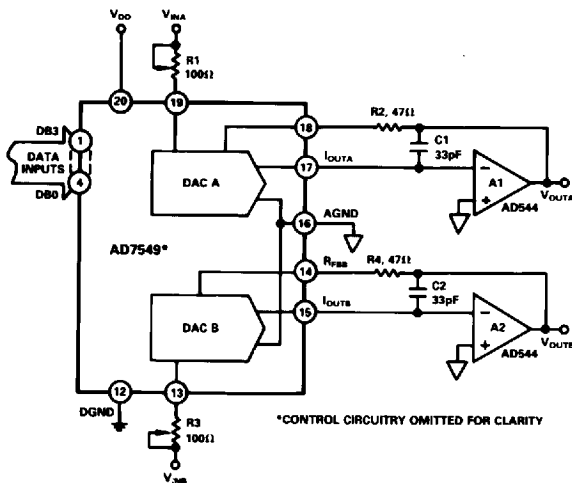 VDD
VINA
R1
100Ω
20
19
DB3
1
DATA
INPUTS
DB0
4
18
R2, 47Ω
C1
33pF
17
IOUTA
DAC A
A1
AD544
VOUTA
16
AGND
AD7549*
14
RFBB
R4, 47Ω
C2
33pF
15
IOUTB
DAC B
A2
AD544
VOUTB
12
13
DGND
R3
100Ω
VINB
*CONTROL CIRCUITRY OMITTED FOR CLARITY